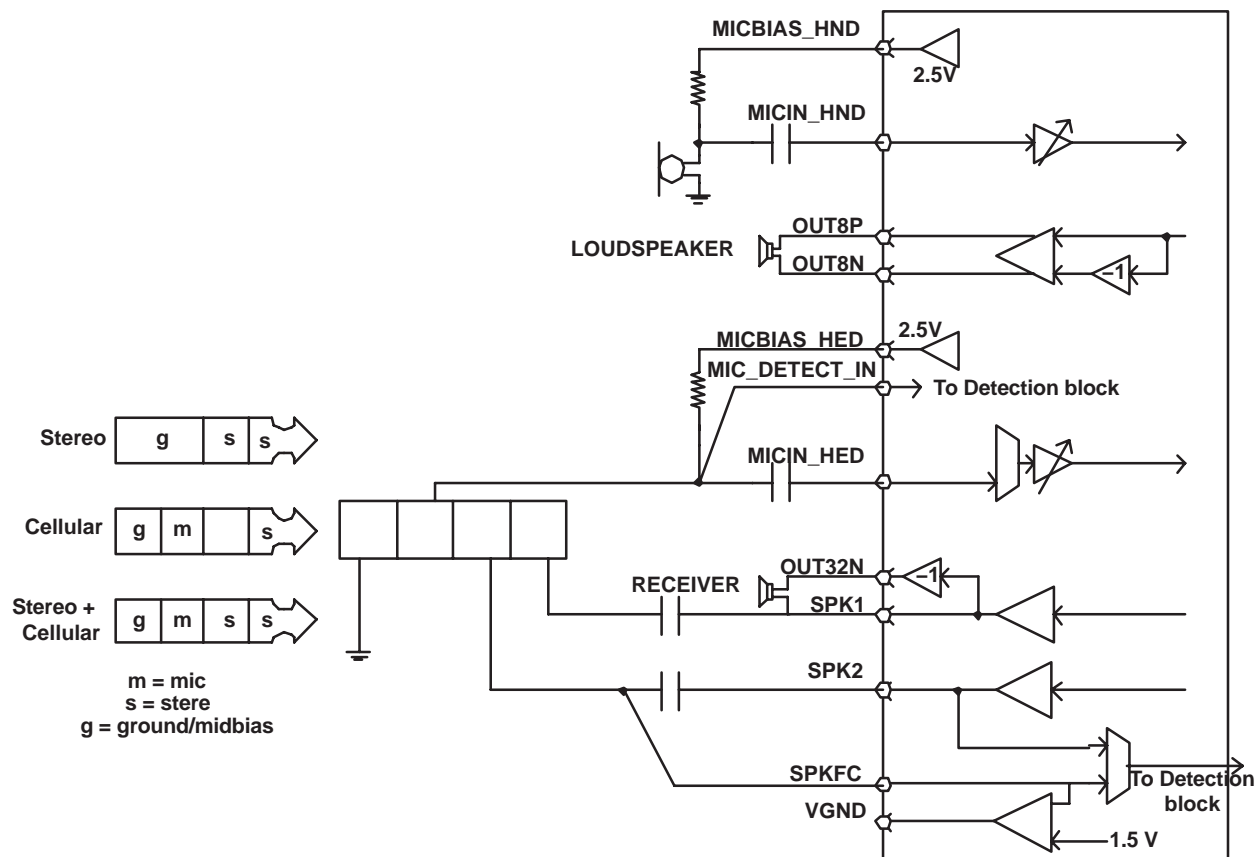 MICBIAS_HND
2.5V
MICIN_HND
OUT8P
LOUDSPEAKER
OUT8N
−1
MICBIAS_HED
2.5V
MIC_DETECT_IN
To Detection block
Stereo
g s s
MICIN_HED
Cellular
g m s
OUT32N
−1
RECEIVER
SPK1
Stereo +
Cellular
g m s s
SPK2
m = mic
s = stere
g = ground/midbias
SPKFC
To Detection
block
VGND
1.5 V